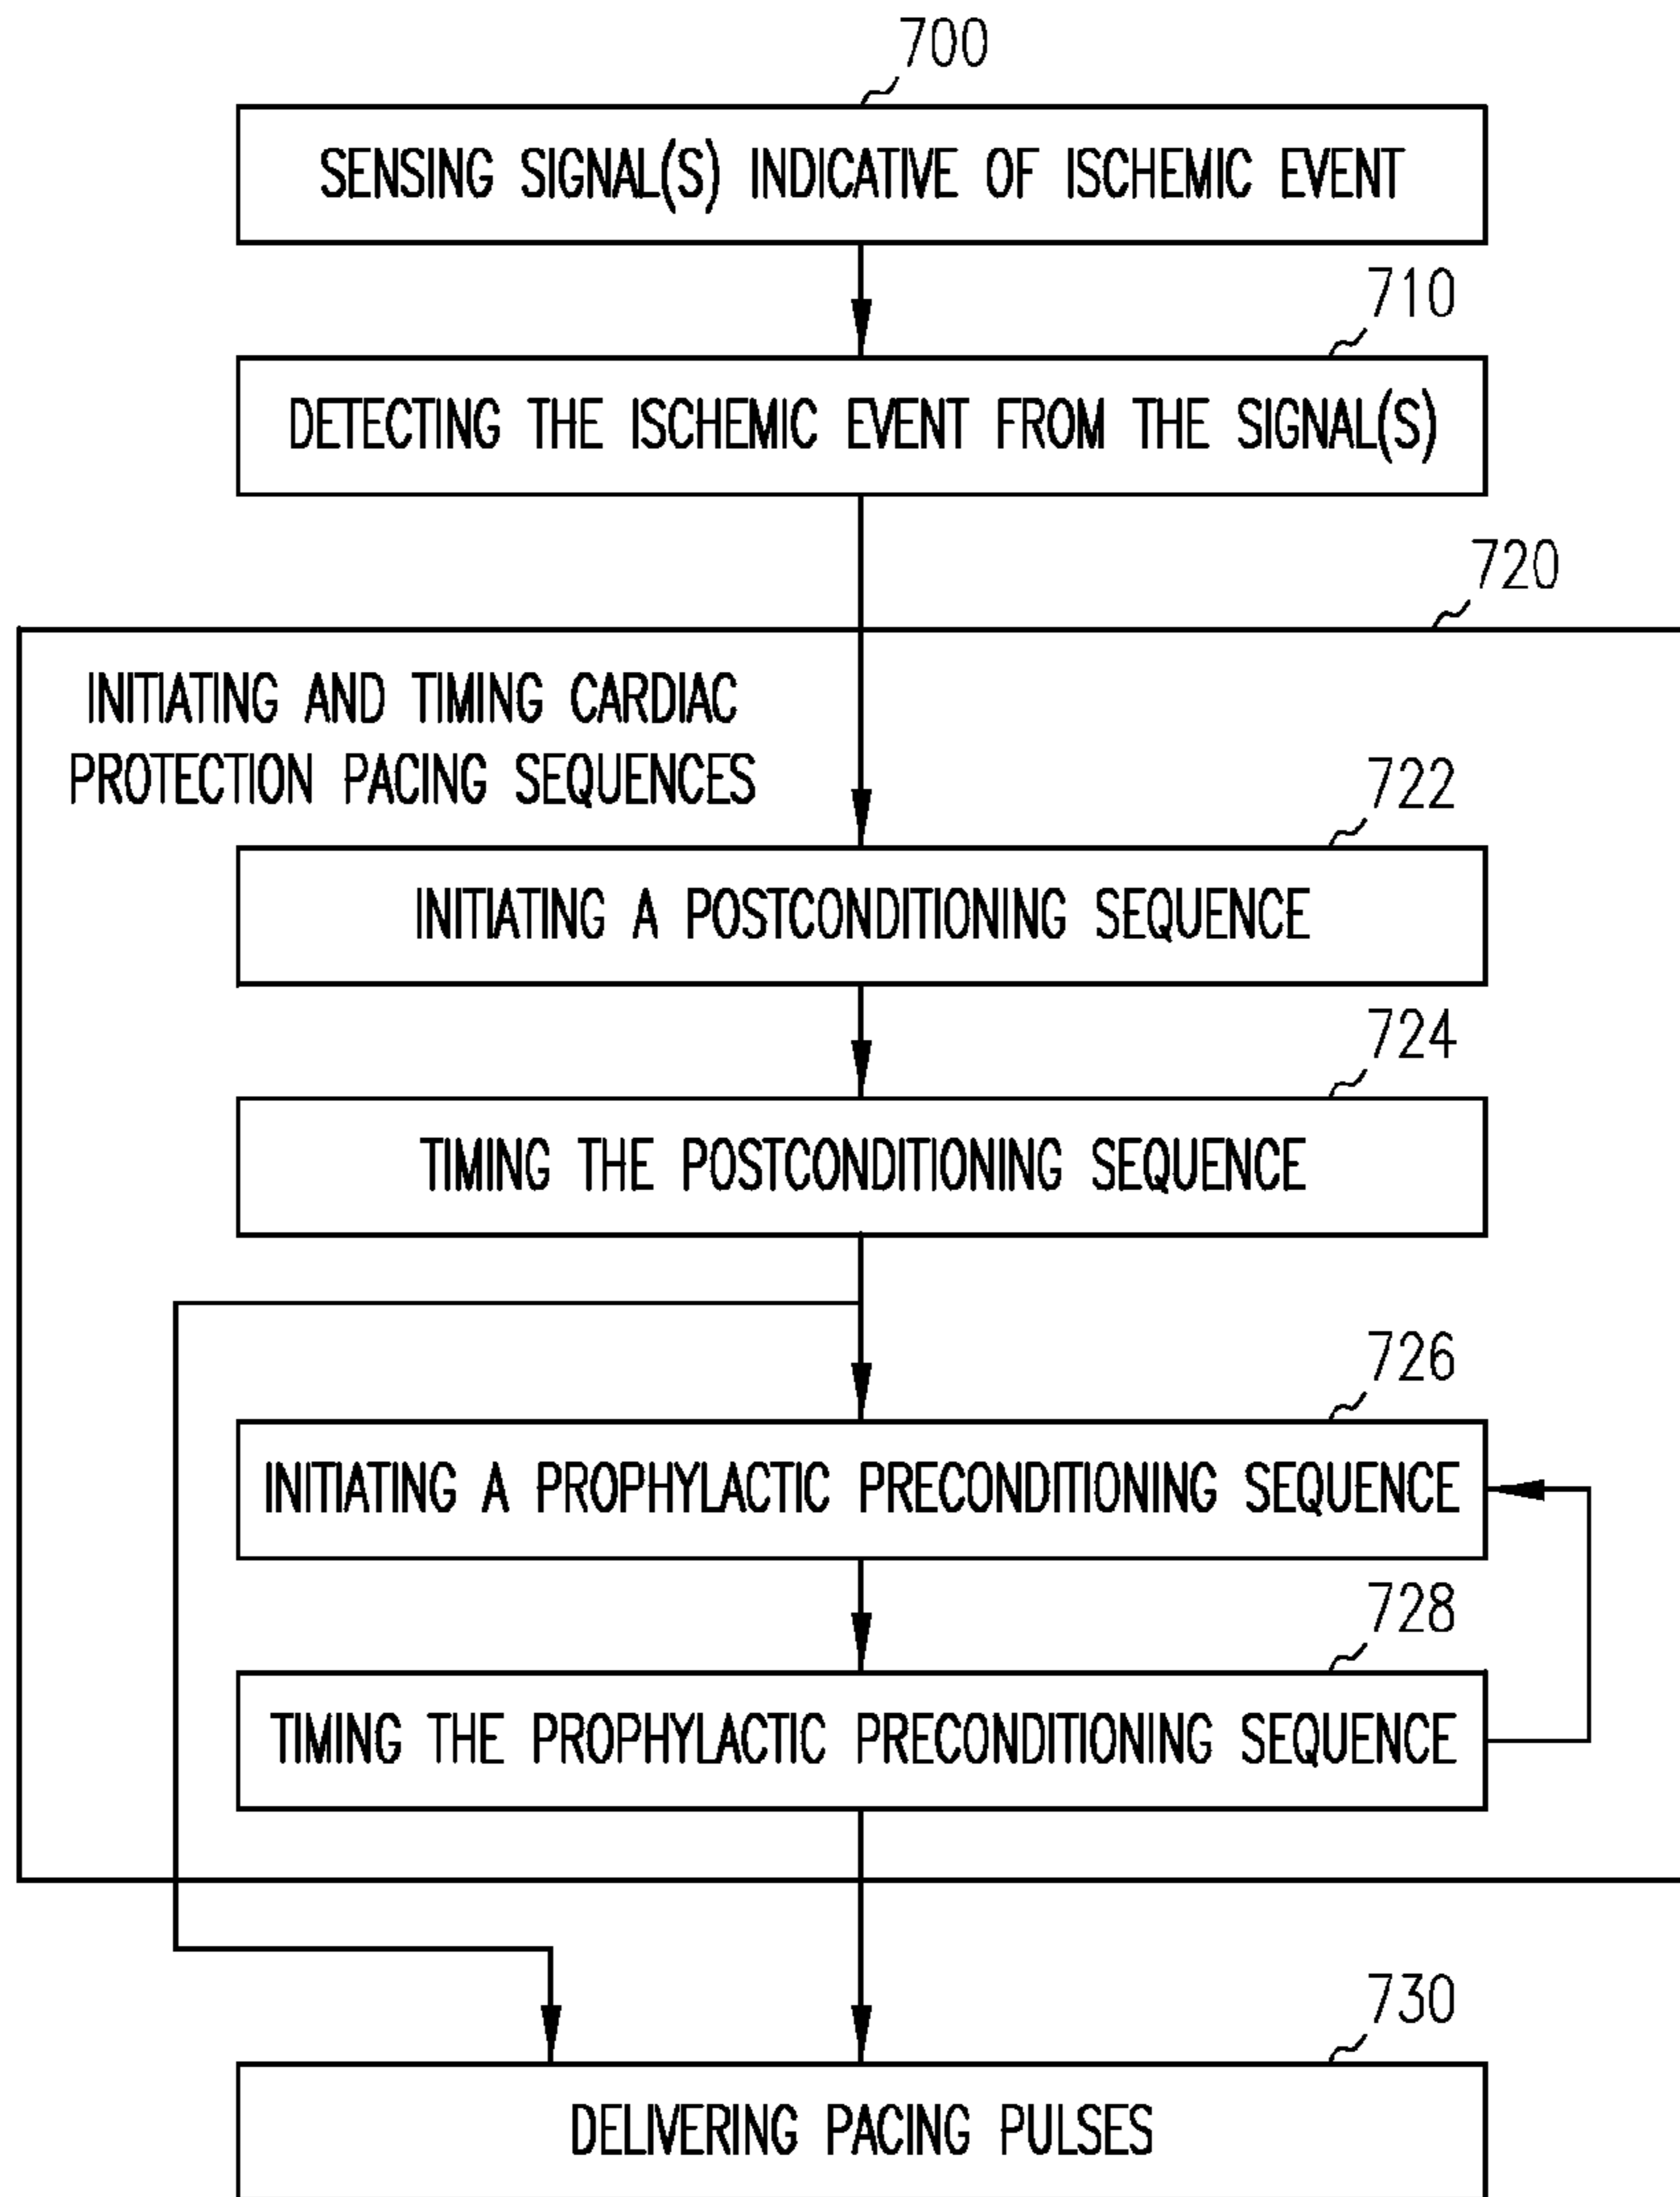 700
SENSING SIGNAL(S) INDICATIVE OF ISCHEMIC EVENT
710
DETECTING THE ISCHEMIC EVENT FROM THE SIGNAL(S)
720
INITIATING AND TIMING CARDIAC
PROTECTION PACING SEQUENCES
722
INITIATING A POSTCONDITIONING SEQUENCE
724
TIMING THE POSTCONDITIONING SEQUENCE
726
INITIATING A PROPHYLACTIC PRECONDITIONING SEQUENCE
728
TIMING THE PROPHYLACTIC PRECONDITIONING SEQUENCE
730
DELIVERING PACING PULSES